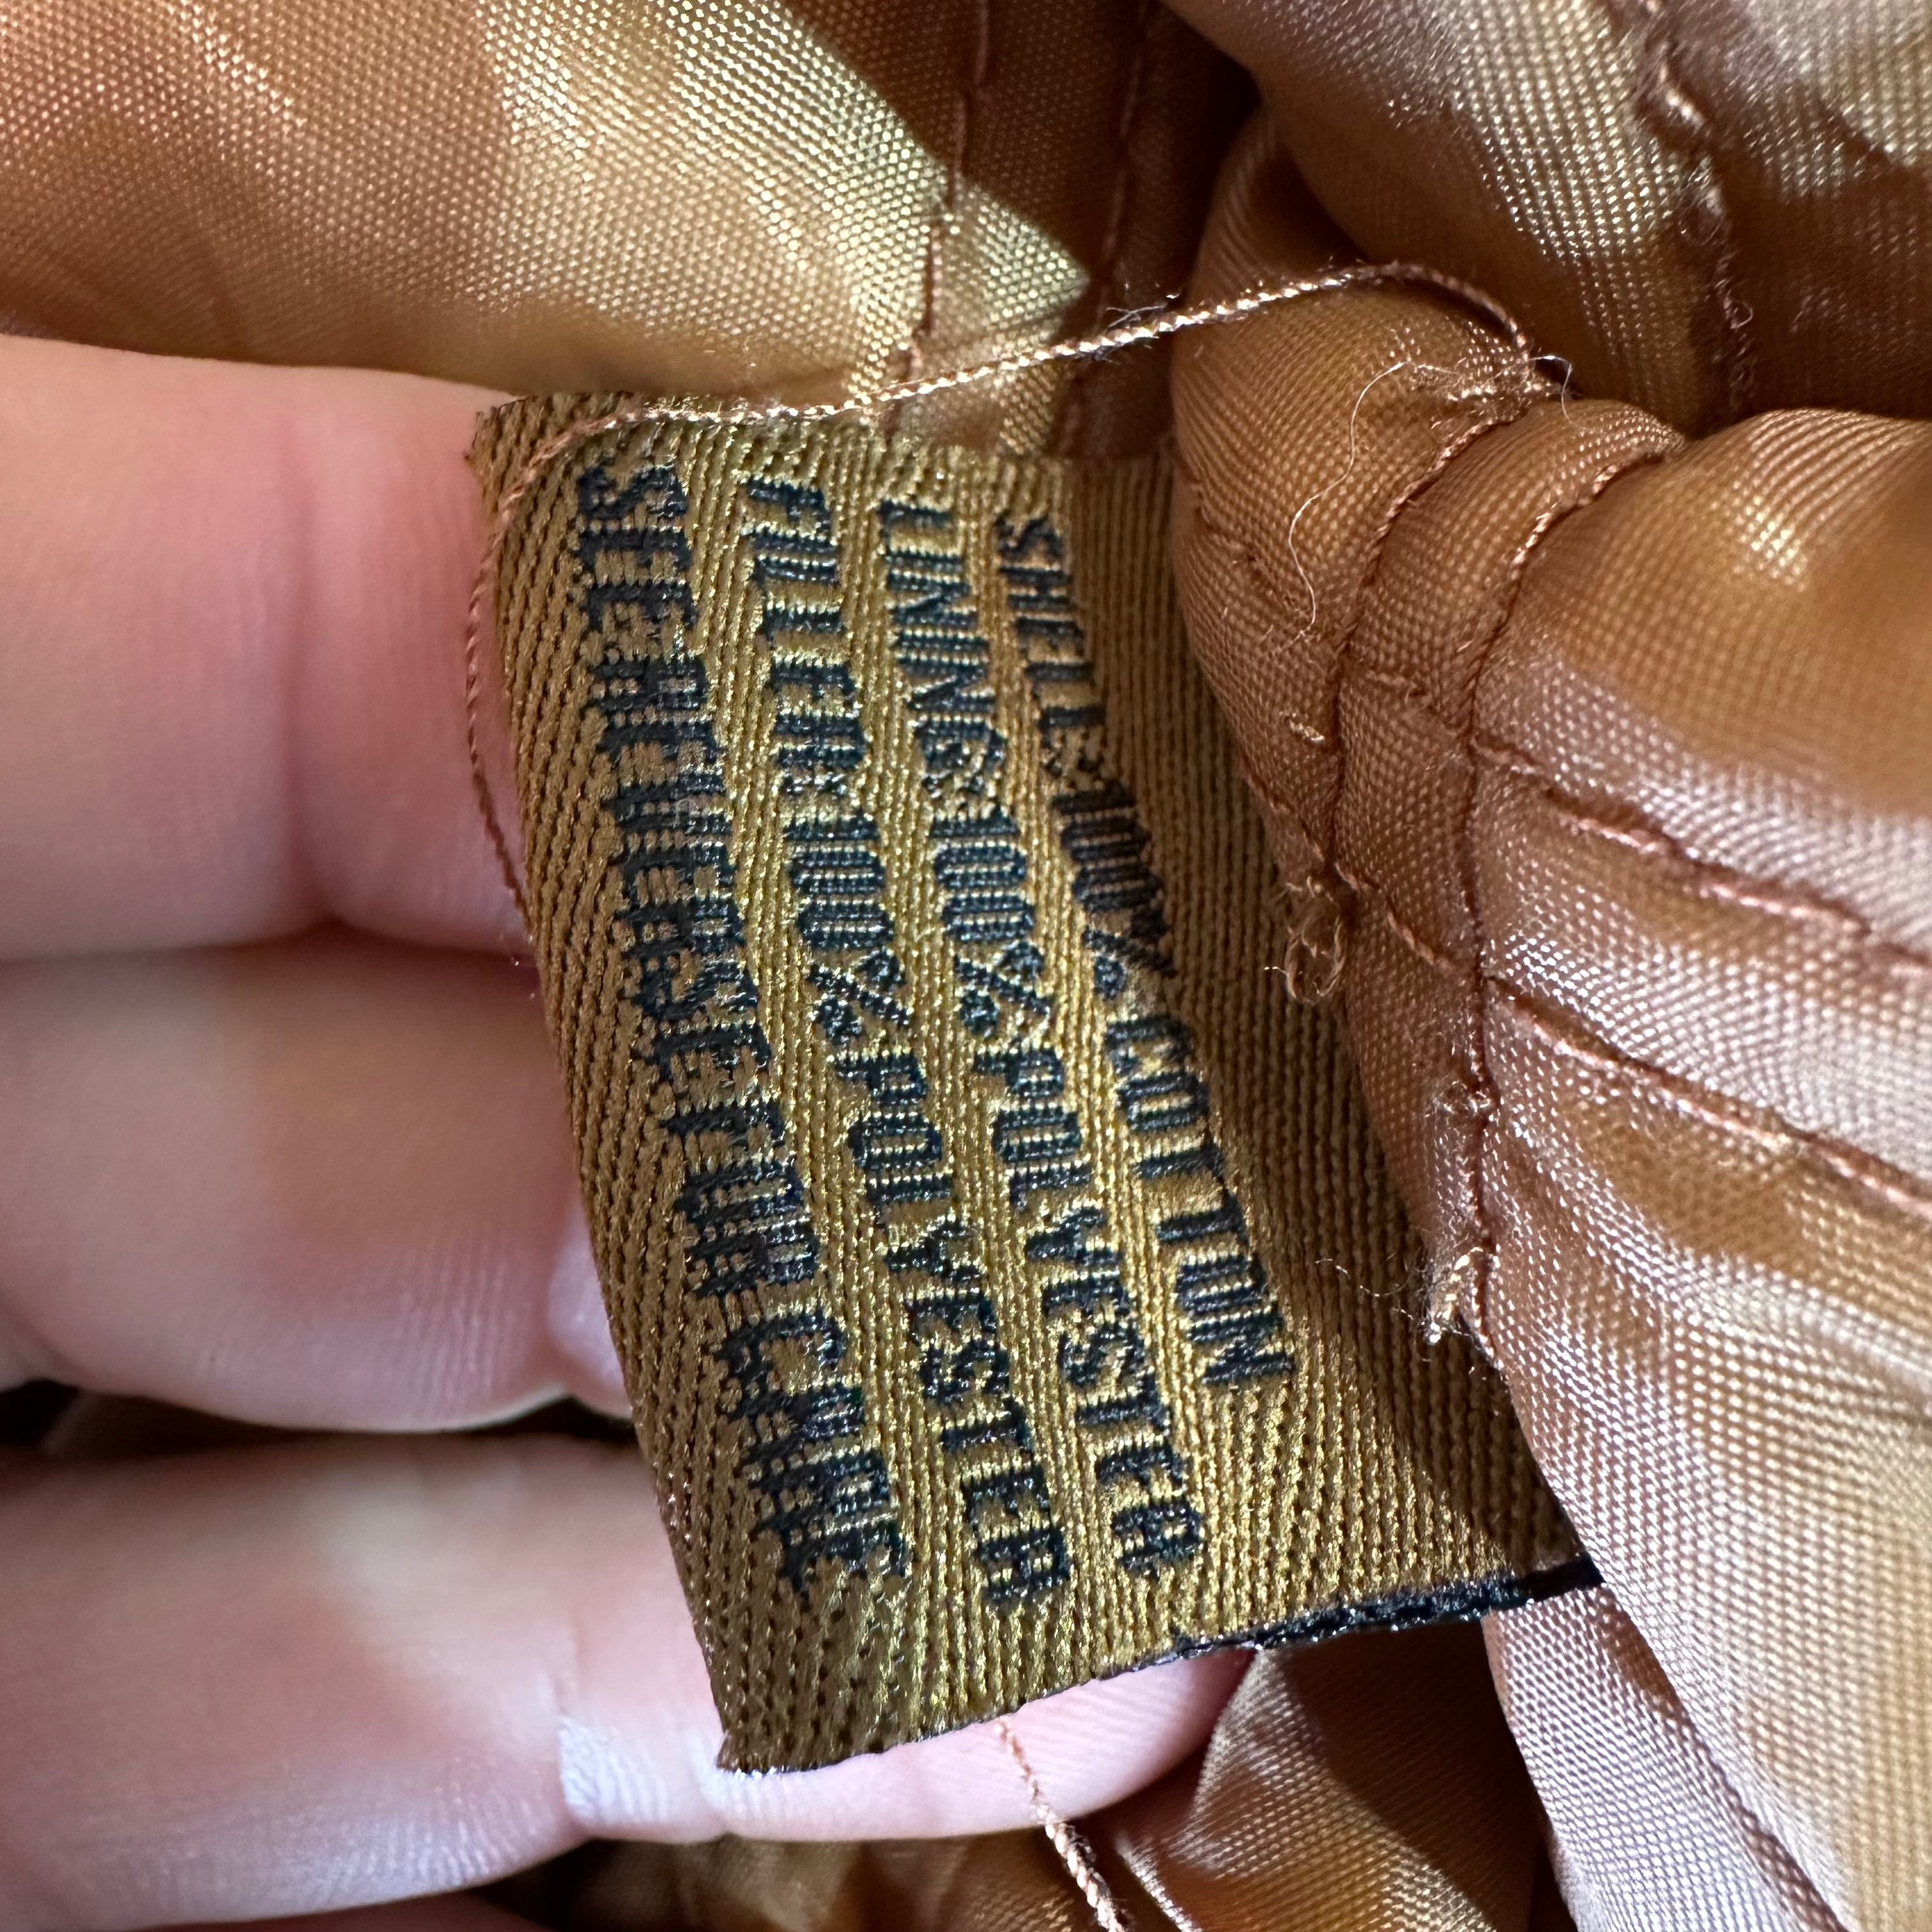 SHELL:100% COTTON
LINING:100% POLYESTER
FILLER:100% POLYESTER
SEE REVERSE FOR CARE